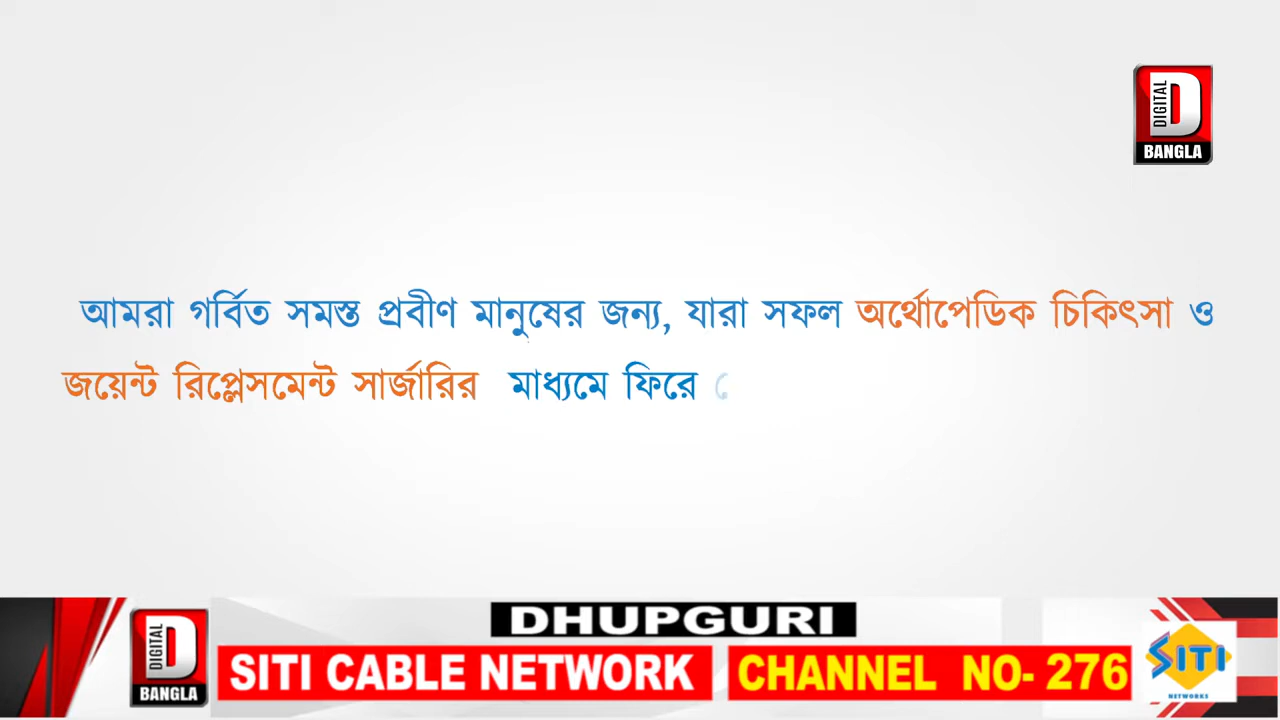 DIGITAL
BANGLA
আমরা গর্বিত সমস্ত প্রবীণ মানুষের জন্য, যারা সফল অর্থোপেডিক চিকিৎসা ও
জয়েন্ট রিপ্লেসমেন্ট সার্জারির মাধ্যমে ফিরে
DHUPGURI
DIGITAL
BANGLA
SITI CABLE NETWORK
CHANNEL NO- 276
SITI
NETWORKS